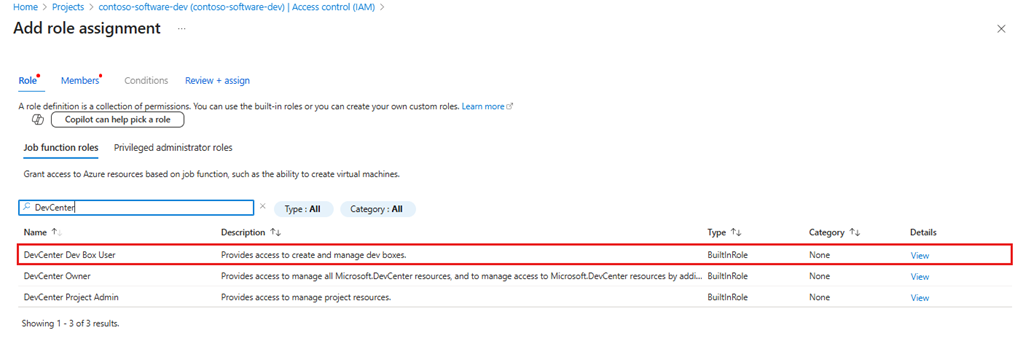 Home > Projects > contoso-software-dev (contoso-software-dev) | Access control (IAM) >
Add role assignment ...
Role Members Conditions Review + assign
A role definition is a collection of permissions. You can use the built-in roles or you can create your own custom roles. Learn more
Copilot can help pick a role
Job function roles Privileged administrator roles
Grant access to Azure resources based on job function, such as the ability to create virtual machines.
DevCenter Type : All Category : All
Name Description Type Category Details
DevCenter Dev Box User Provides access to create and manage dev boxes. BuiltInRole None View
DevCenter Owner Provides access to manage all Microsoft.DevCenter resources, and to manage access to Microsoft.DevCenter resources by addi... BuiltInRole None View
DevCenter Project Admin Provides access to manage project resources. BuiltInRole None View
Showing 1 - 3 of 3 results.